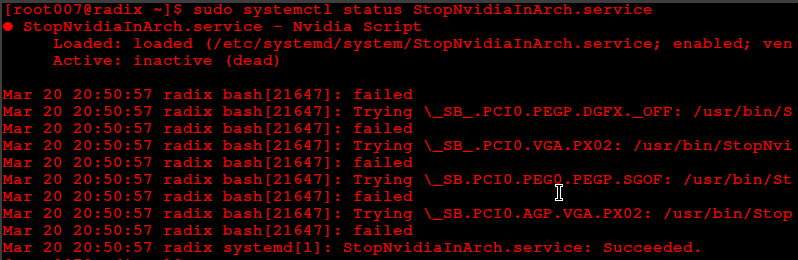 [root007@radix ~]$ sudo systemctl status StopNvidiaInArch.service
● StopNvidiaInArch.service - Nvidia Script
Loaded: loaded (/etc/systemd/system/StopNvidiaInArch.service; enabled; ven
Active: inactive (dead)
Mar 20 20:50:57 radix bash[21647]: failed
Mar 20 20:50:57 radix bash[21647]: Trying \_SB_.PCI0.PEGP.DGFX._OFF: /usr/bin/S
Mar 20 20:50:57 radix bash[21647]: failed
Mar 20 20:50:57 radix bash[21647]: Trying \_SB_.PCI0.VGA.PX02: /usr/bin/StopNvi
Mar 20 20:50:57 radix bash[21647]: failed
Mar 20 20:50:57 radix bash[21647]: Trying \_SB.PCI0.PEG0.PEGP.SGOF: /usr/bin/St
Mar 20 20:50:57 radix bash[21647]: failed
Mar 20 20:50:57 radix bash[21647]: Trying \_SB.PCI0.AGP.VGA.PX02: /usr/bin/Stop
Mar 20 20:50:57 radix bash[21647]: failed
Mar 20 20:50:57 radix systemd[1]: StopNvidiaInArch.service: Succeeded.